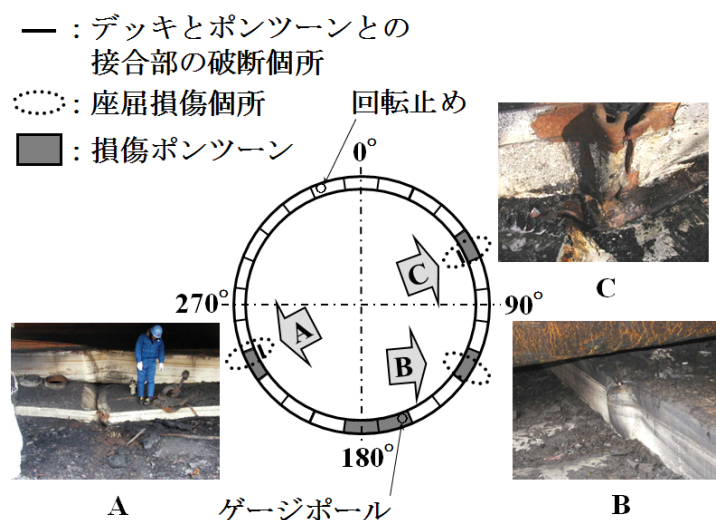 ━ : デッキとポンツーンとの
接合部の破断個所
: 座屈損傷個所
: 損傷ポンツーン
回転止め
0°
C
C
270°
90°
A
B
180°
A
B
ゲージポール